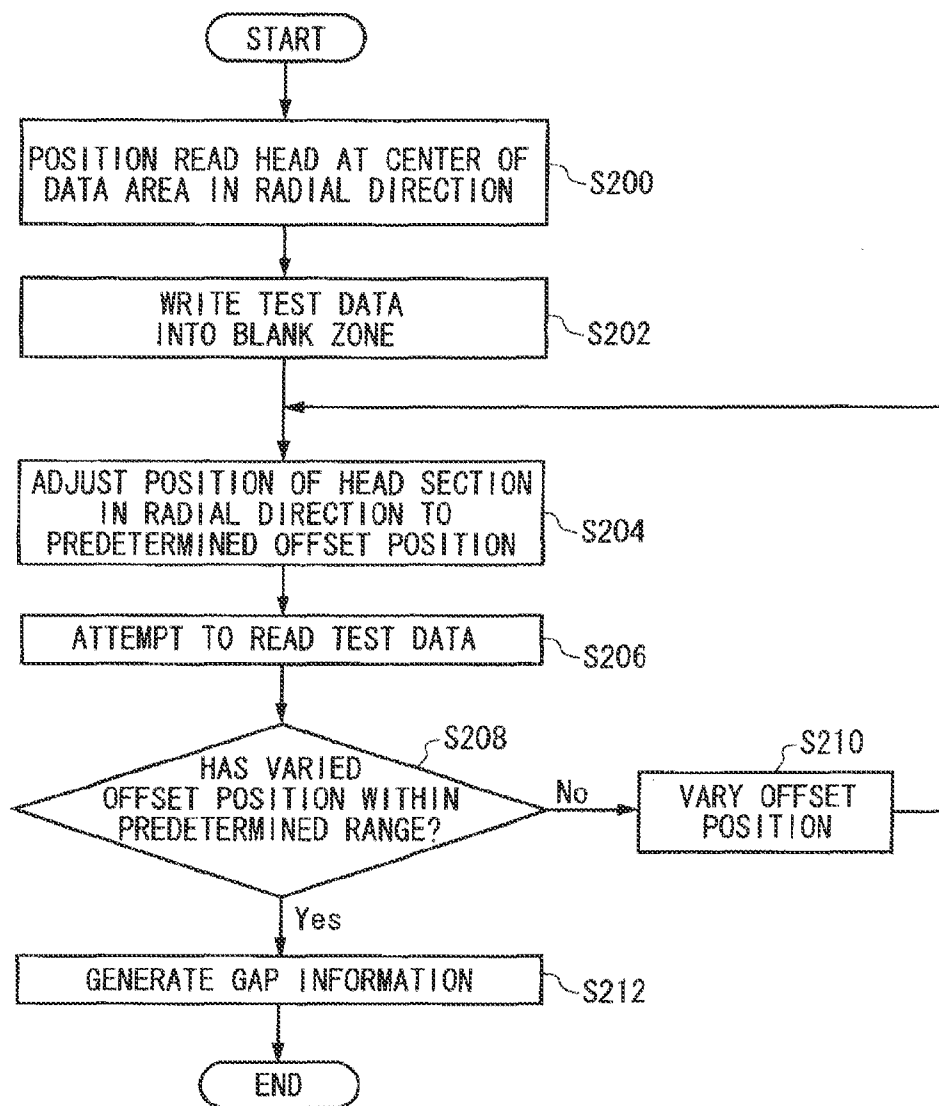 START
POSITION READ HEAD AT CENTER OF
DATA AREA IN RADIAL DIRECTION
S200
WRITE TEST DATA
INTO BLANK ZONE
S202
ADJUST POSITION OF HEAD SECTION
IN RADIAL DIRECTION TO
PREDETERMINED OFFSET POSITION
S204
ATTEMPT TO READ TEST DATA
S206
S208
HAS VARIED
OFFSET POSITION WITHIN
PREDETERMINED RANGE?
No
S210
VARY OFFSET
POSITION
Yes
GENERATE GAP INFORMATION
S212
END